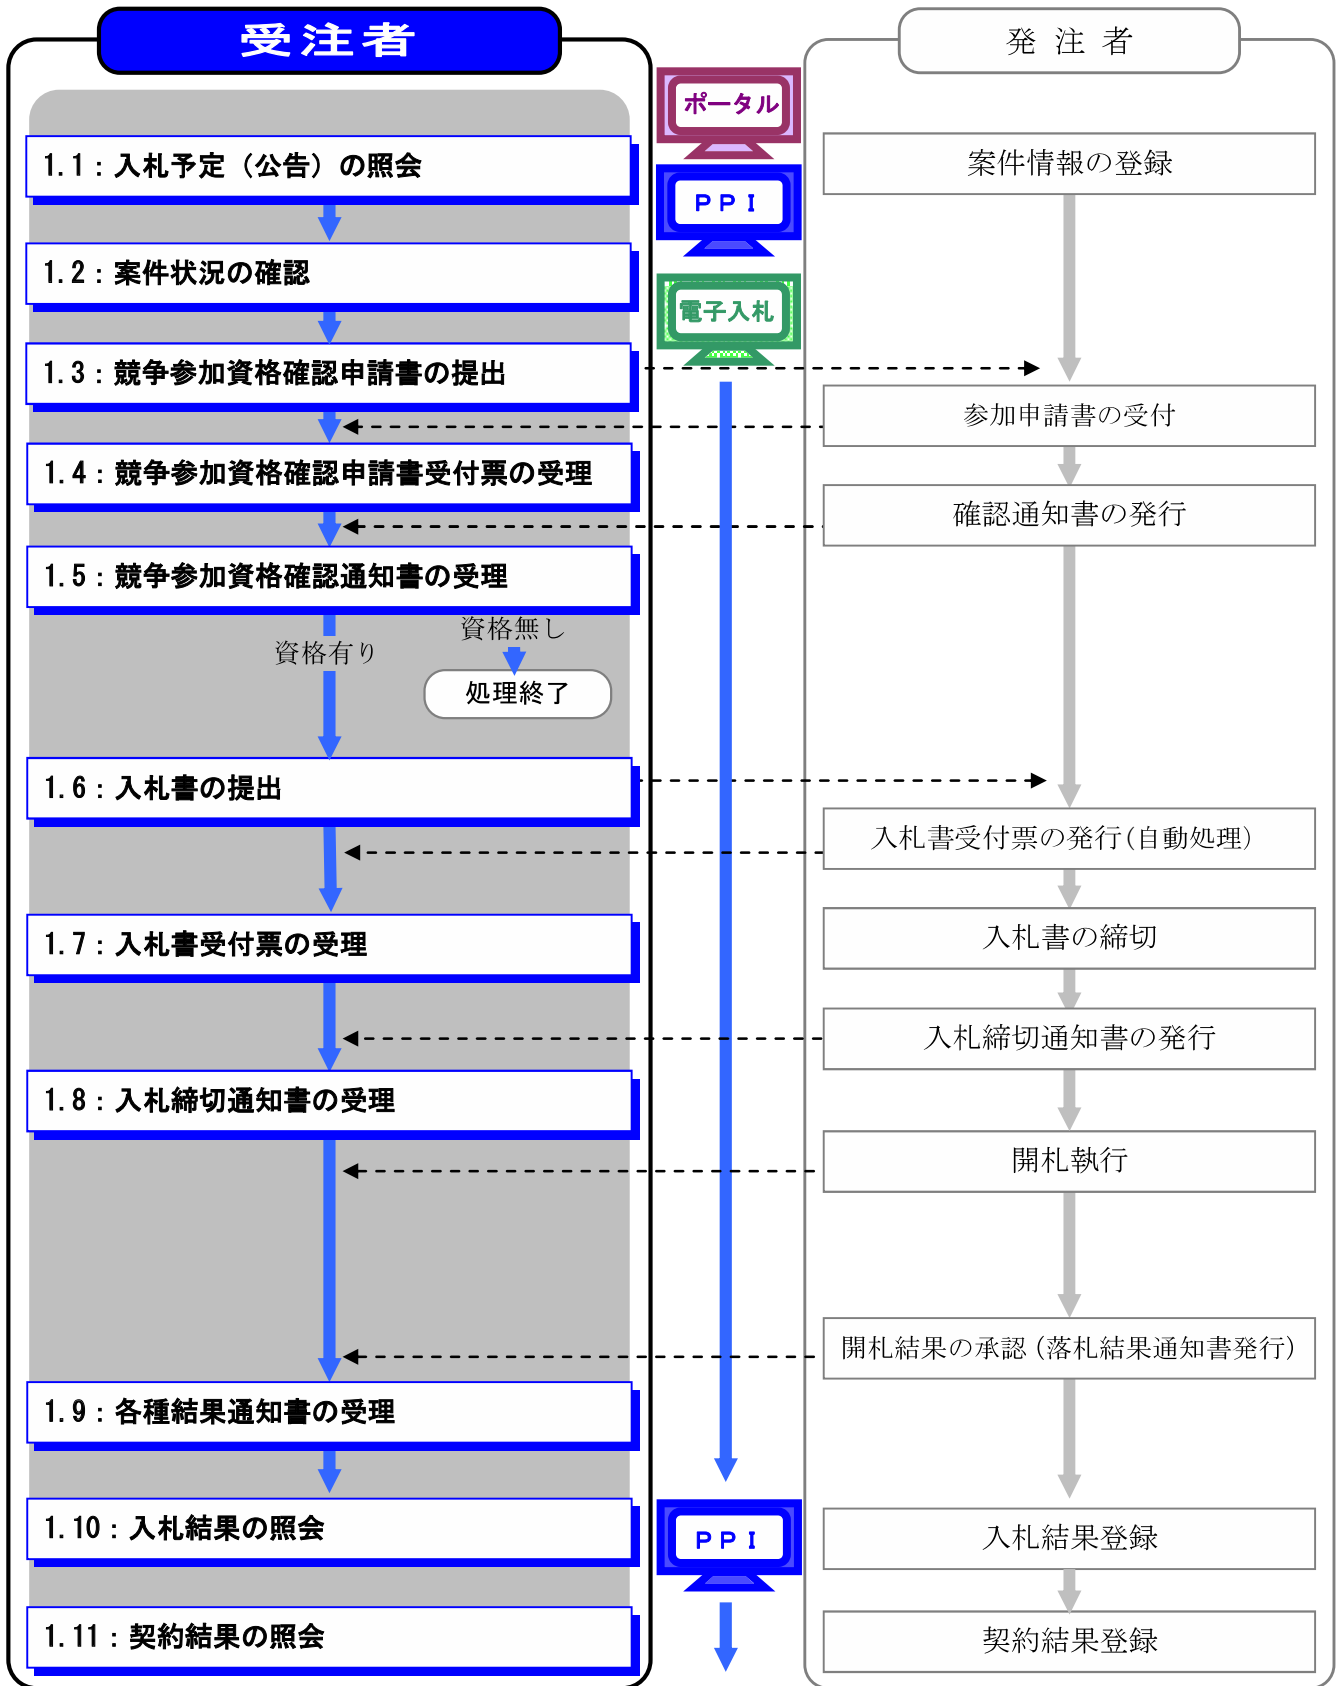 受注者
1.1：入札予定（公告）の照会
1.2：案件状況の確認
1.3：競争参加資格確認申請書の提出
1.4：競争参加資格確認申請書受付票の受理
1.5：競争参加資格確認通知書の受理
資格有り
資格無し
処理終了
1.6：入札書の提出
1.7：入札書受付票の受理
1.8：入札締切通知書の受理
1.9：各種結果通知書の受理
1.10：入札結果の照会
1.11：契約結果の照会
ポータル
ＰＰＩ
電子入札
ＰＰＩ
発 注 者
案件情報の登録
参加申請書の受付
確認通知書の発行
入札書受付票の発行(自動処理)
入札書の締切
入札締切通知書の発行
開札執行
開札結果の承認(落札結果通知書発行)
入札結果登録
契約結果登録